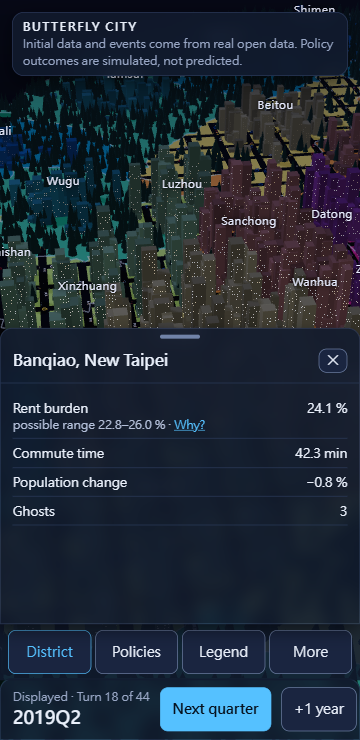 Shimen
BUTTERFLY CITY
Initial data and events come from real open data. Policy
outcomes are simulated, not predicted.
Beitou
ali
Wugu
Luzhou
Datong
Sanchong
ishan
Xinzhuang
Wanhua
Banqiao, New Taipei
Rent burden 24.1 %
possible range 22.8–26.0 % · Why?
Commute time 42.3 min
Population change −0.8 %
Ghosts 3
District Policies Legend More
Displayed · Turn 18 of 44
2019Q2
Next quarter +1 year